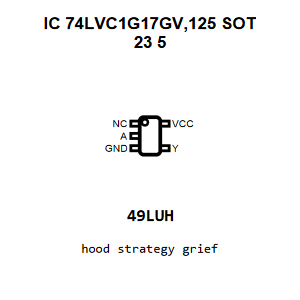 IC 74LVC1G17GV,125 SOT
23 5
NC VCC
A
GND Y
49LUH
hood strategy grief